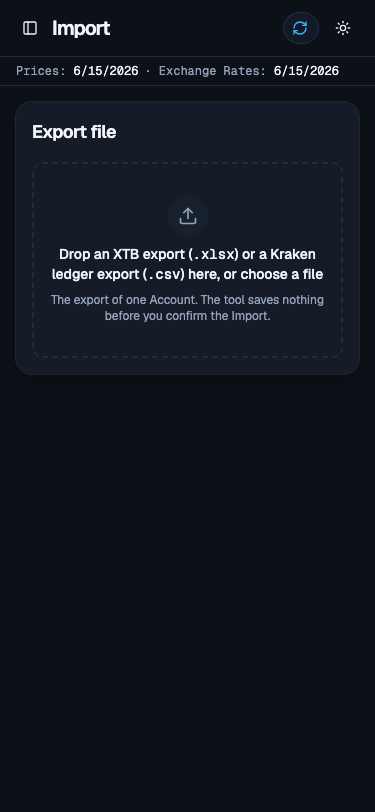 Import
Prices: 6/15/2026 · Exchange Rates: 6/15/2026
Export file
Drop an XTB export (.xlsx) or a Kraken
ledger export (.csv) here, or choose a file
The export of one Account. The tool saves nothing
before you confirm the Import.